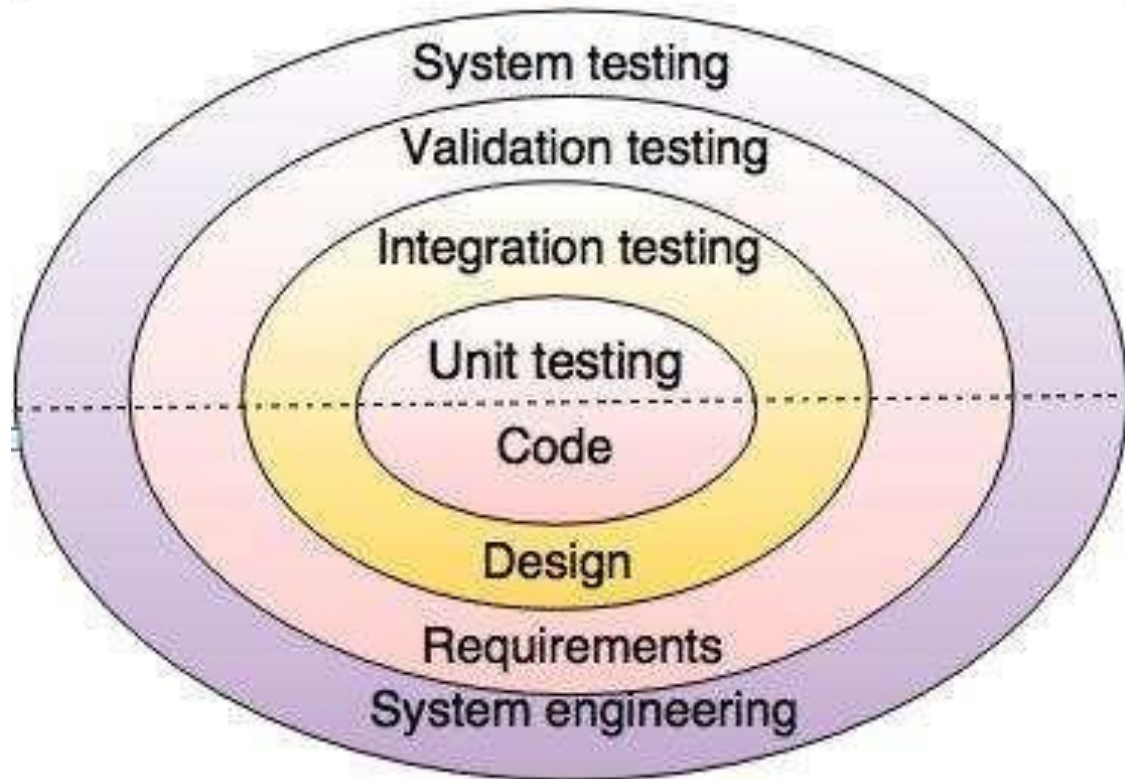 System testing
Validation testing
Integration testing
Unit testing
Code
Design
Requirements
System engineering